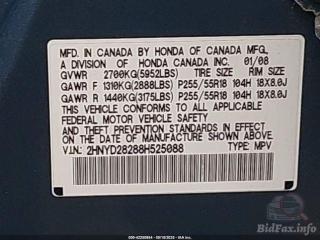 MFD. IN CANADA BY HONDA OF CANADA MFG.
A DIVISION OF HONDA CANADA INC. 01/08
GVWR 2700KG(5952LBS) TIRE SIZE RIM SIZE
GAWR F 1310KG(2888LBS) P255/55R18 104H 18X8.0J
GAWR R 1440KG(3175LBS) P255/55R18 104H 18X8.0J
THIS VEHICLE CONFORMS TO ALL APPLICABLE
FEDERAL MOTOR VEHICLE SAFETY
AND THEFT PREVENTION STANDARDS IN EFFECT ON THE
DATE OF MANUFACTURE SHOWN ABOVE
V.I.N: 2HNYD28288H525088 TYPE: MPV
BidFax.info